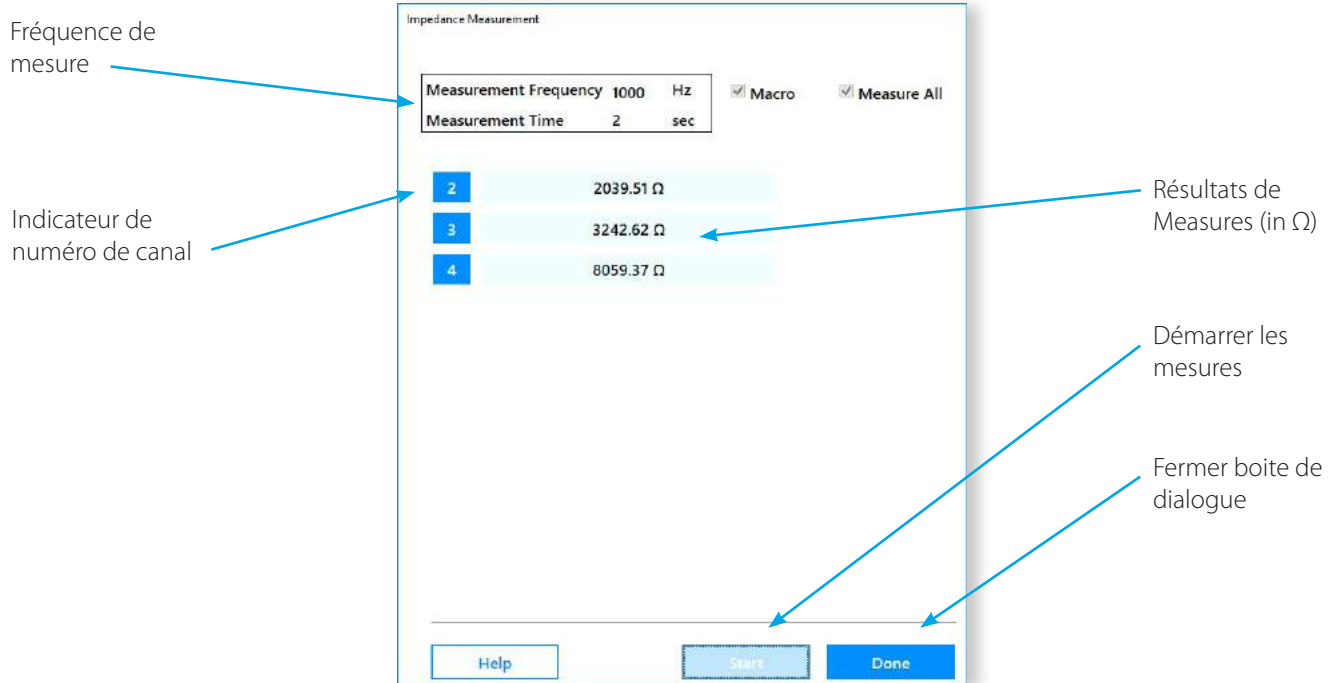 Impedance Measurement
Fréquence de
mesure
Measurement Frequency 1000 Hz
Measurement Time 2 sec
Macro
Measure All
Indicateur de
numéro de canal
2 2039.51 Ω
3 3242.62 Ω
4 8059.37 Ω
Résultats de
Measures (in Ω)
Démarrer les
mesures
Fermer boite de
dialogue
Help
Start
Done